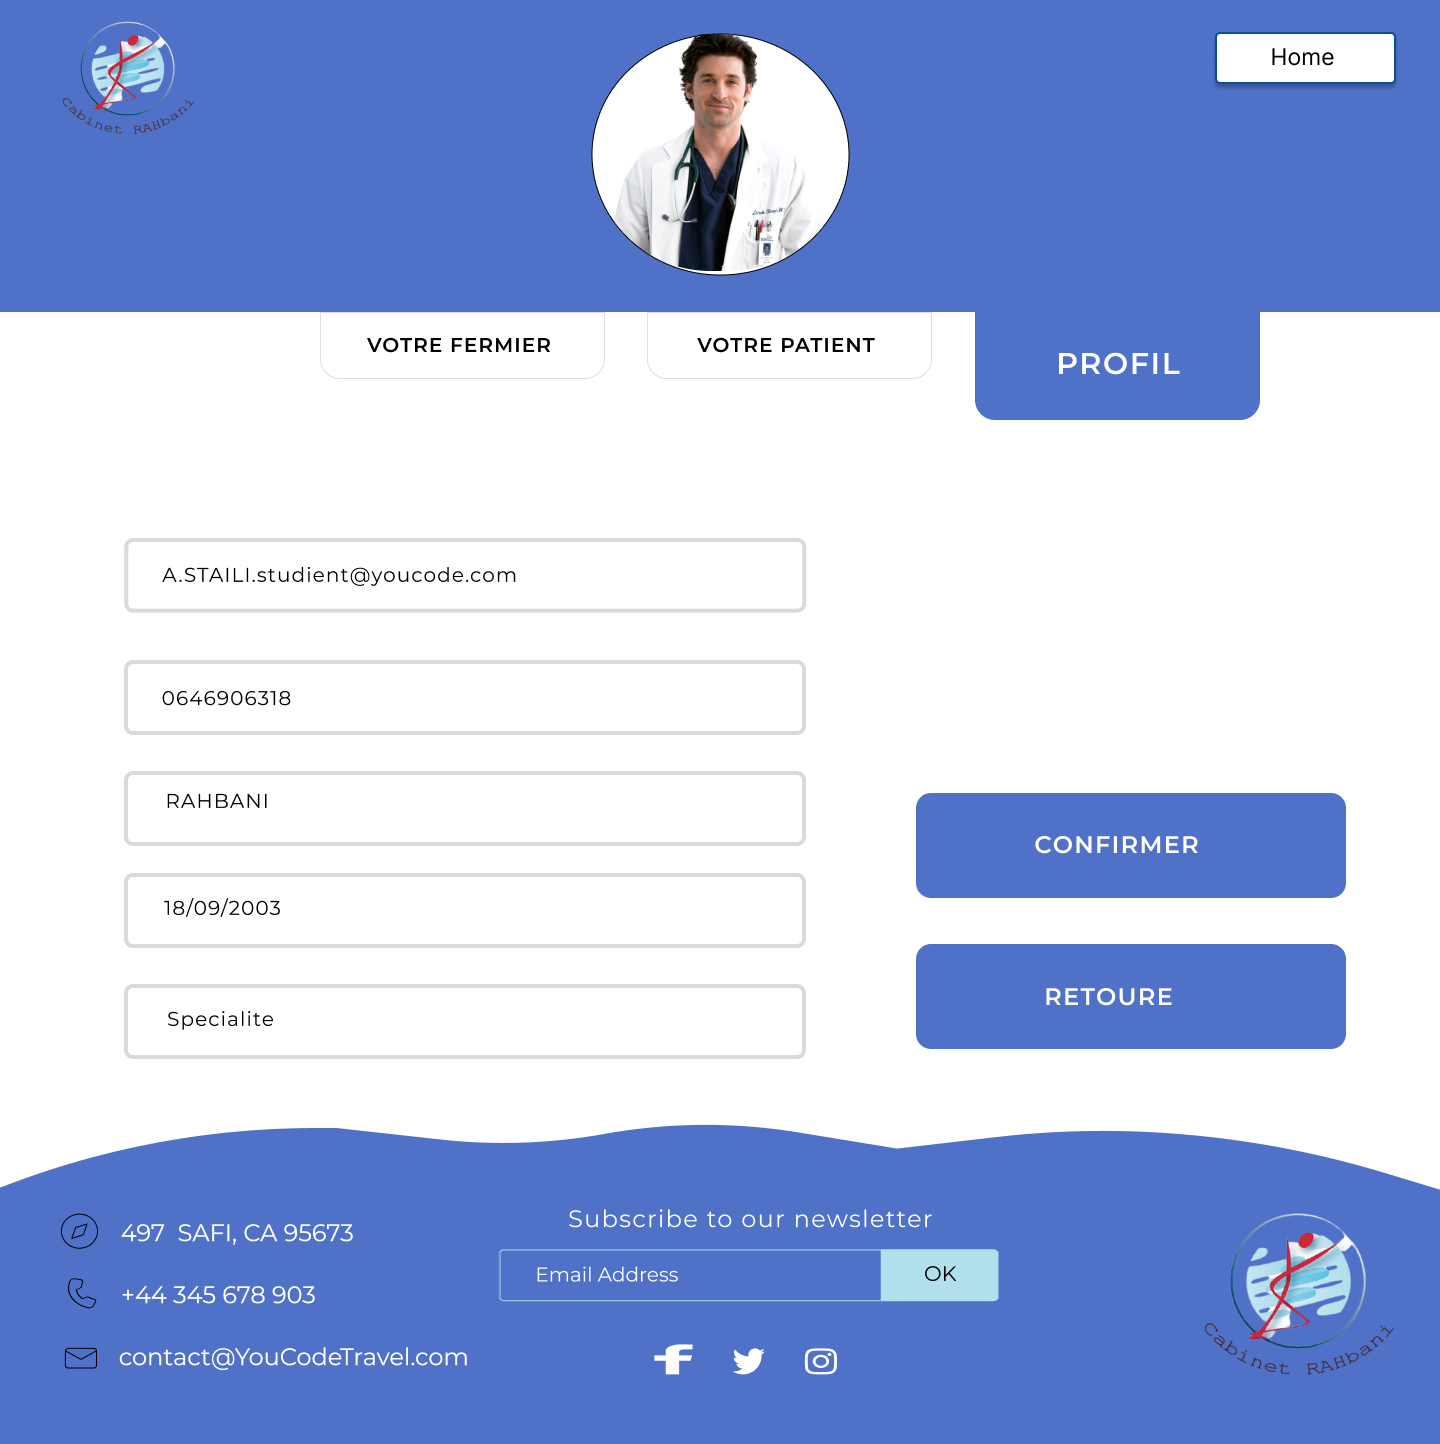 Cabinet RAHbani
Home
VOTRE FERMIER
VOTRE PATIENT
PROFIL
A.STAILI.studient@youcode.com
0646906318
RAHBANI
18/09/2003
Specialite
CONFIRMER
RETOURE
Subscribe to our newsletter
497 SAFI, CA 95673
Email Address
OK
+44 345 678 903
contact@YouCodeTravel.com
Cabinet RAHbani